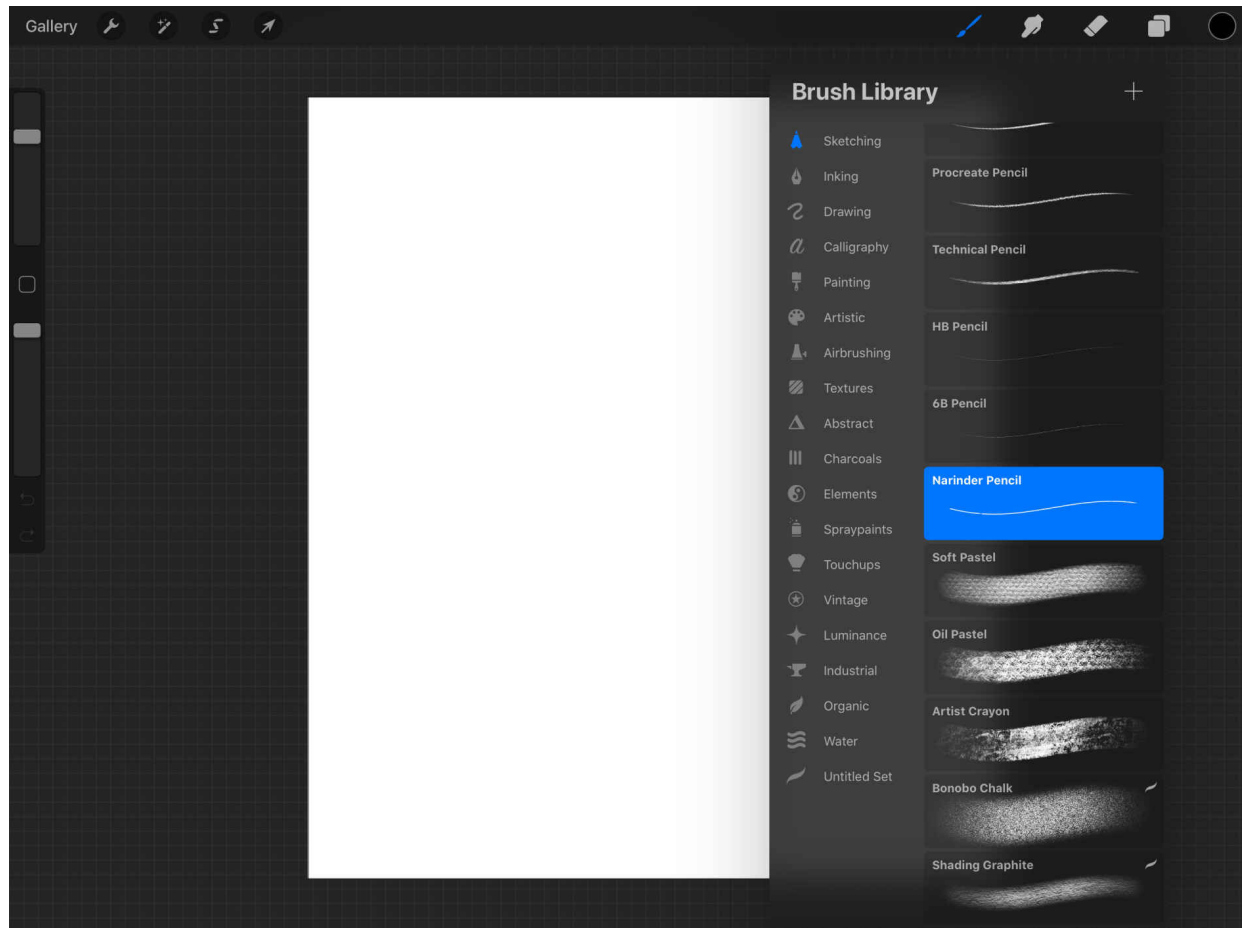 Gallery
Brush Library
Sketching
Inking
Drawing
Calligraphy
Painting
Artistic
Airbrushing
Textures
Abstract
Charcoals
Elements
Spraypaints
Touchups
Vintage
Luminance
Industrial
Organic
Water
Untitled Set
Procreate Pencil
Technical Pencil
HB Pencil
6B Pencil
Narinder Pencil
Soft Pastel
Oil Pastel
Artist Crayon
Bonobo Chalk
Shading Graphite